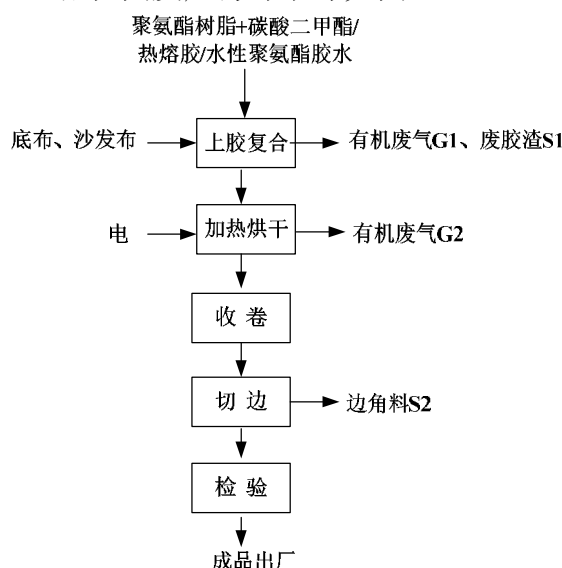 聚氨酯树脂+碳酸二甲酯/
热熔胶/水性聚氨酯胶水
底布、沙发布
上胶复合
有机废气G1、废胶渣S1
电
加热烘干
有机废气G2
收卷
切边
边角料S2
检验
成品出厂